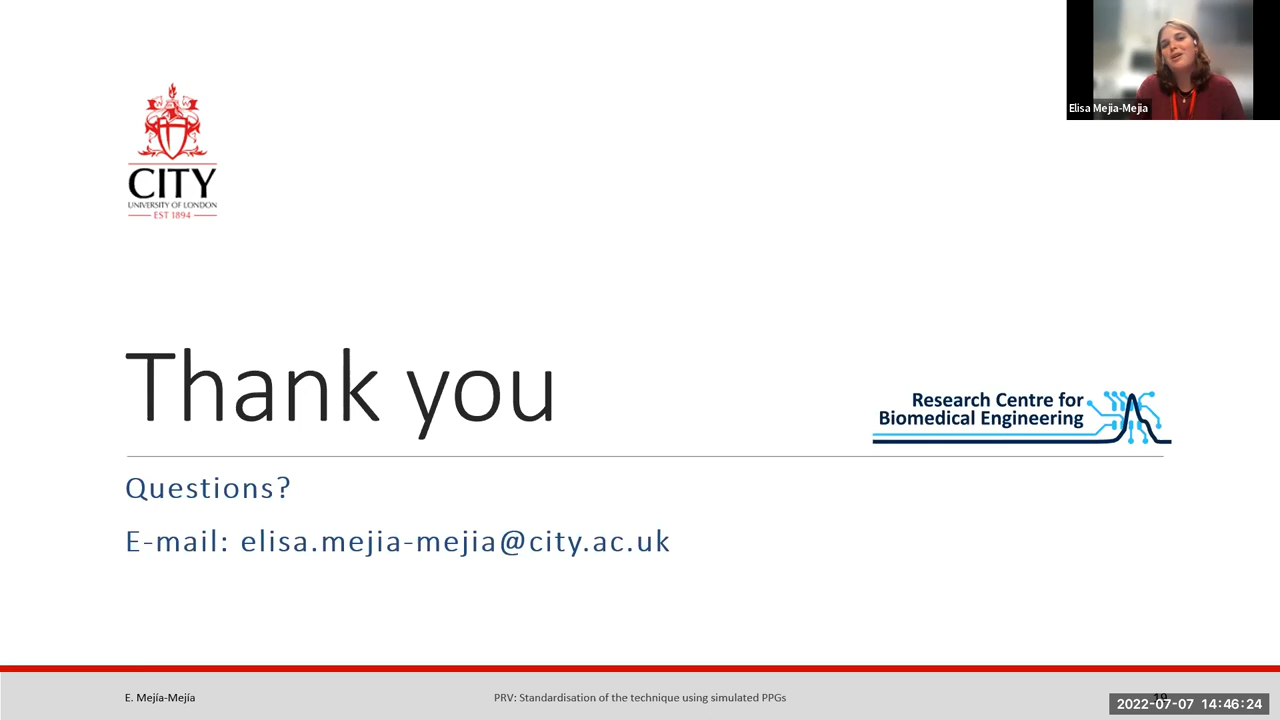 Elisa Mejia-Mejia
CITY
UNIVERSITY OF LONDON
EST 1894
Thank you
Research Centre for
Biomedical Engineering
Questions?
E-mail: elisa.mejia-mejia@city.ac.uk
E. Mejía-Mejía
PRV: Standardisation of the technique using simulated PPGs
19
2022-07-07 14:46:24